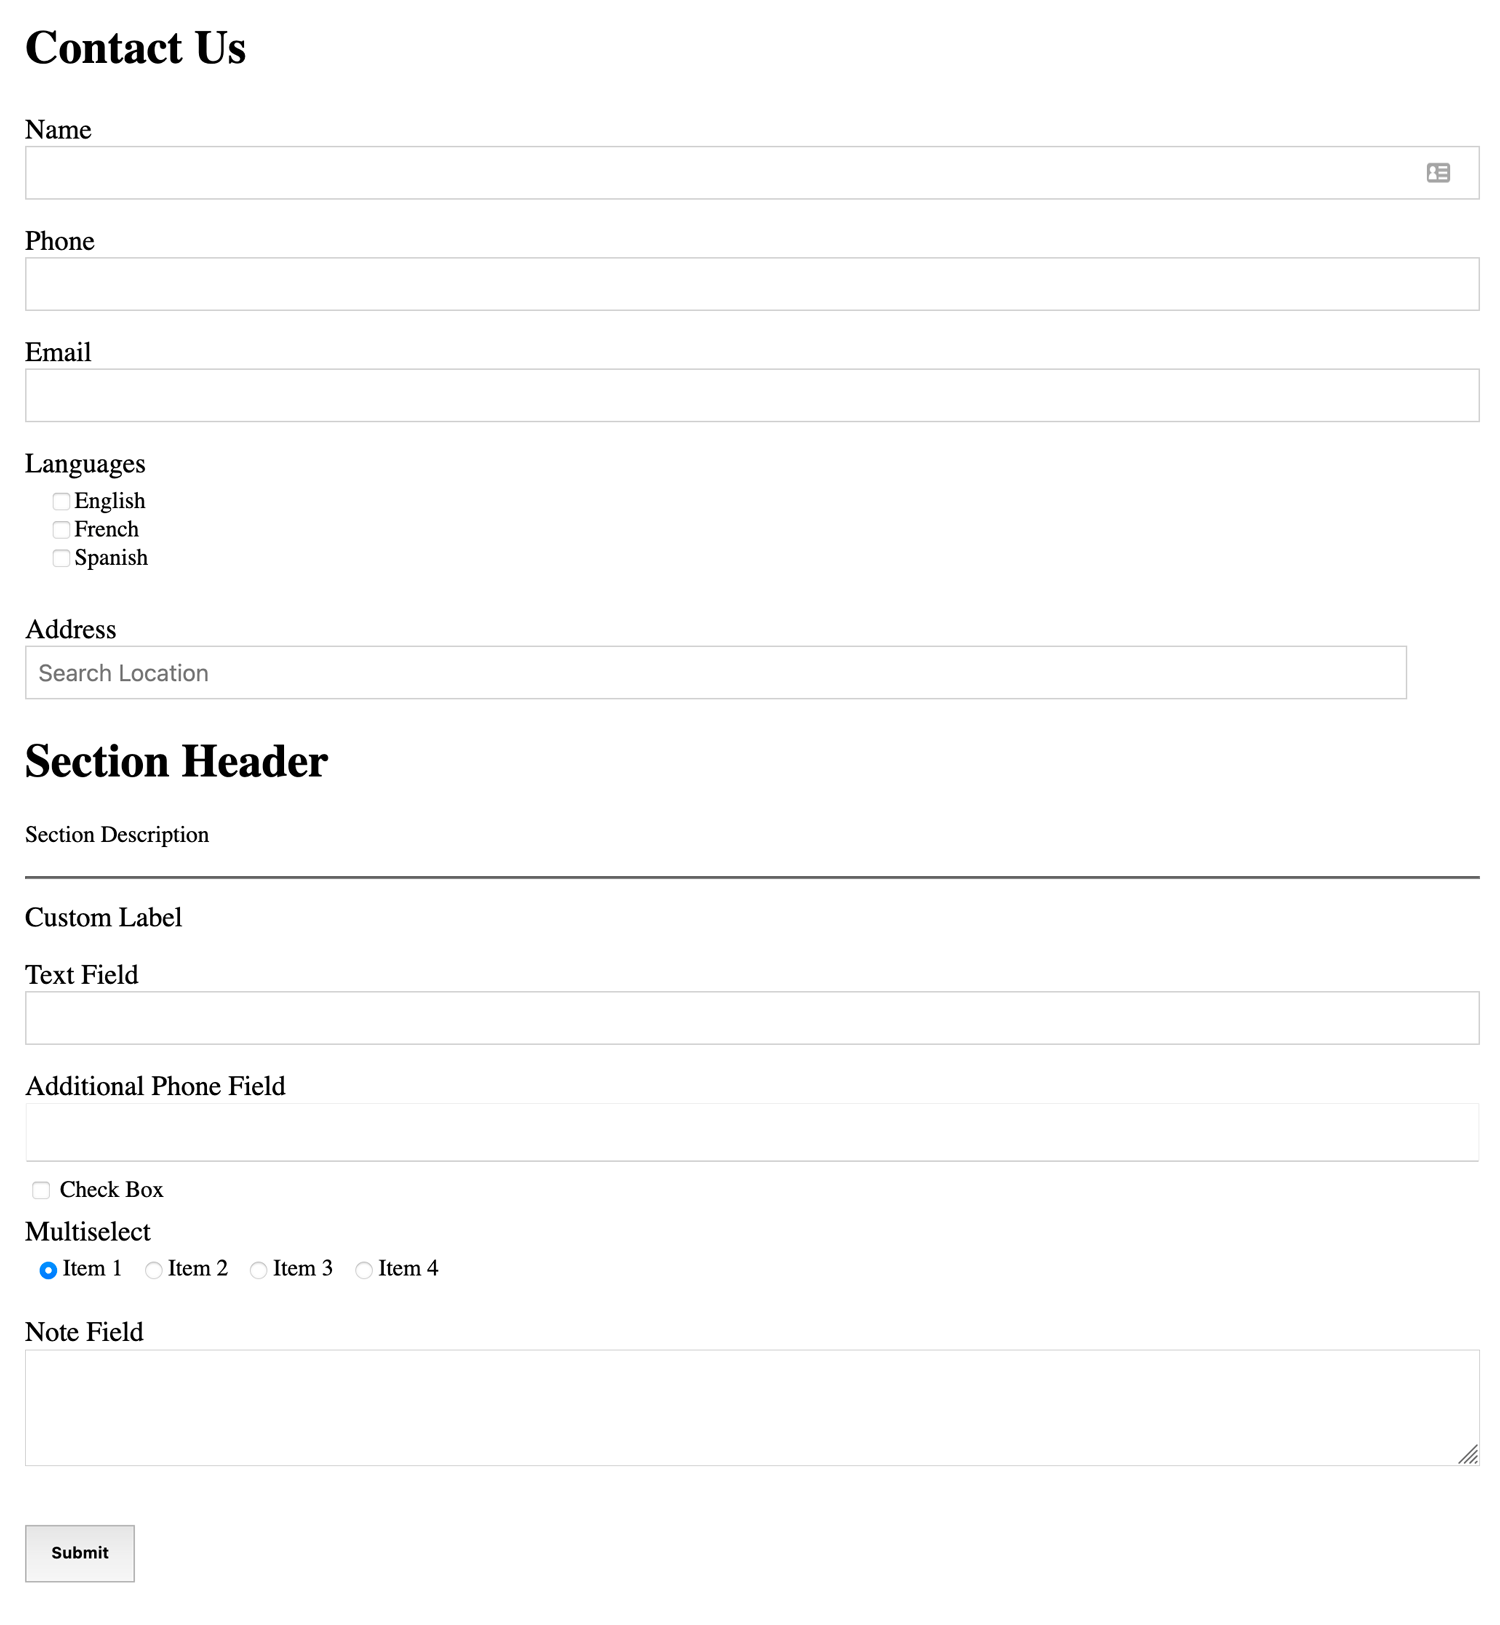 Contact Us
Name
Phone
Email
Languages
English
French
Spanish
Address
Search Location
Section Header
Section Description
Custom Label
Text Field
Additional Phone Field
Check Box
Multiselect
Item 1 Item 2 Item 3 Item 4
Note Field
Submit